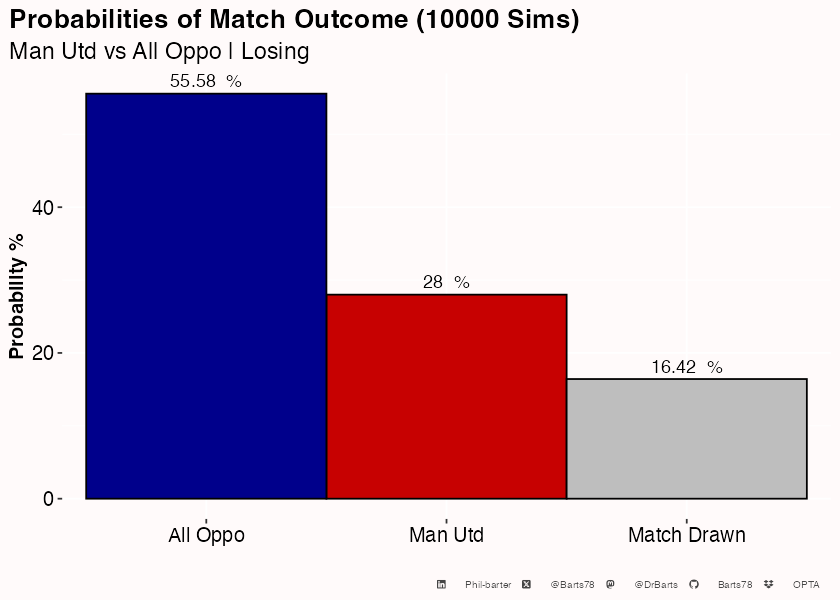 Probabilities of Match Outcome (10000 Sims)
Man Utd vs All Oppo | Losing
55.58 %
28 %
16.42 %
Probability %
40
20
0
All Oppo
Man Utd
Match Drawn
Phil-barter @Barts78 @DrBarts Barts78 OPTA